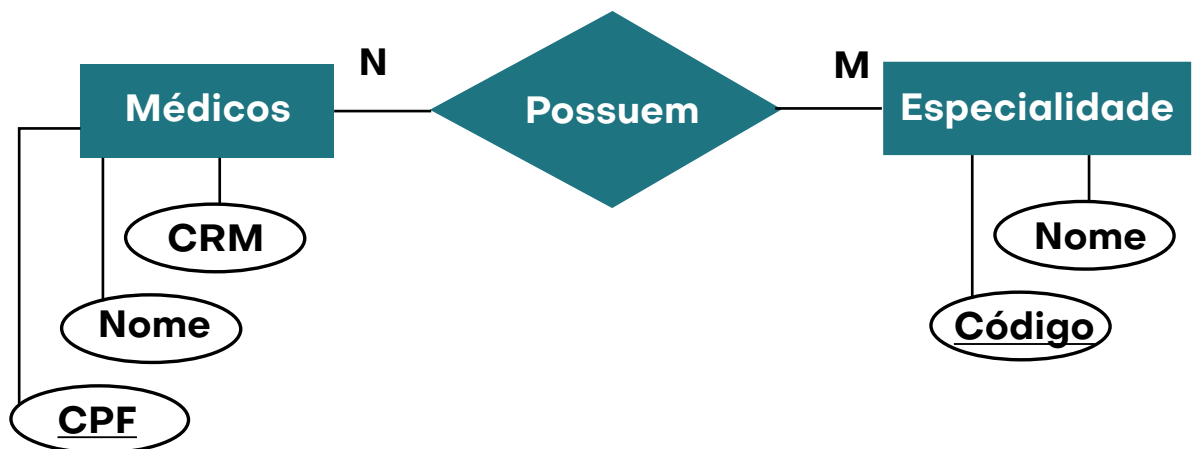 N
M
Médicos
Possuem
Especialidade
CRM
Nome
Nome
Código
CPF